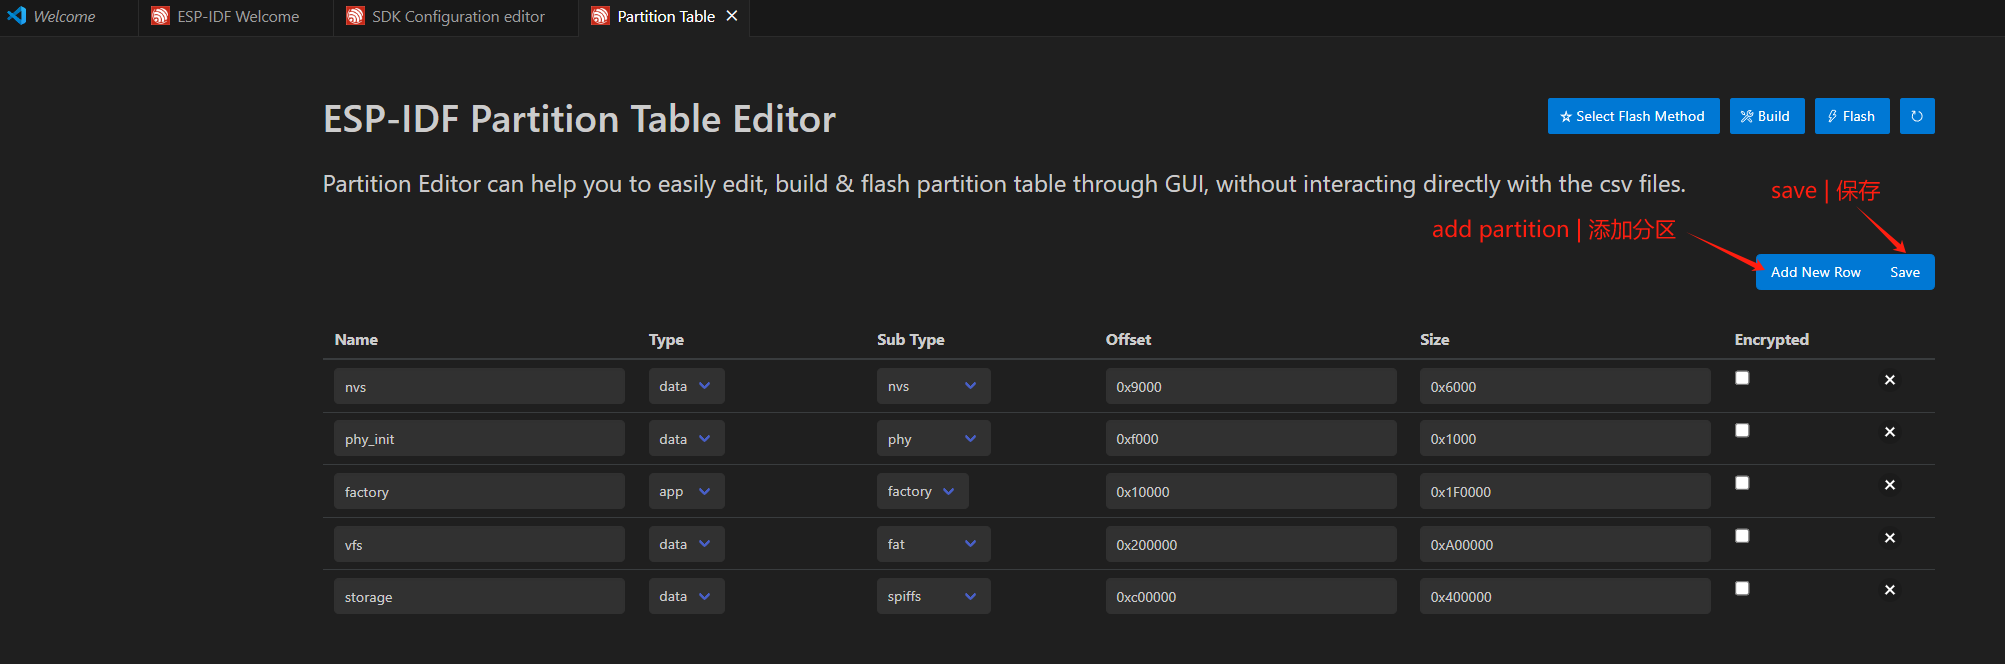 Welcome ESP-IDF Welcome SDK Configuration editor Partition Table
ESP-IDF Partition Table Editor
Select Flash Method Build Flash
Partition Editor can help you to easily edit, build & flash partition table through GUI, without interacting directly with the csv files.
save | 保存
add partition | 添加分区
Add New Row Save
Name Type Sub Type Offset Size Encrypted
nvs data nvs 0x9000 0x6000
phy_init data phy 0xf000 0x1000
factory app factory 0x10000 0x1F0000
vfs data fat 0x200000 0xA00000
storage data spiffs 0xc00000 0x400000